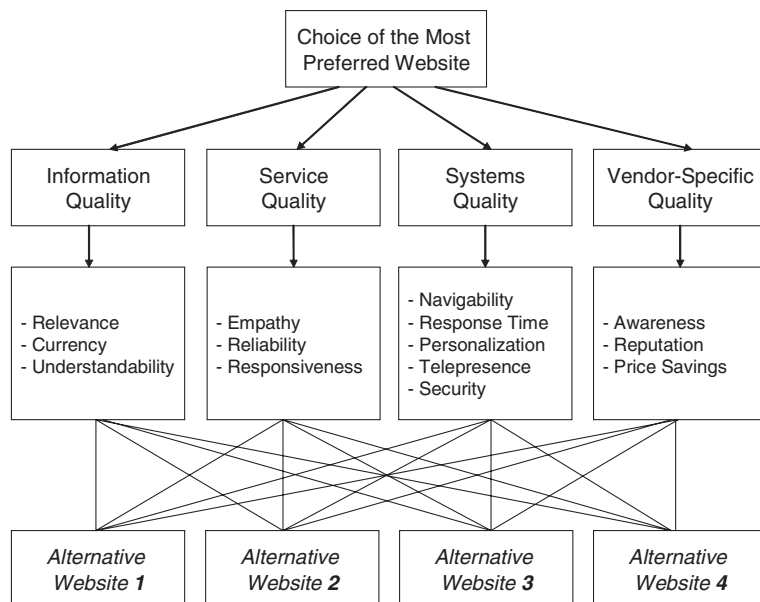 Choice of the Most
Preferred Website
Information
Quality
Service
Quality
Systems
Quality
Vendor-Specific
Quality
- Relevance
- Currency
- Understandability
- Empathy
- Reliability
- Responsiveness
- Navigability
- Response Time
- Personalization
- Telepresence
- Security
- Awareness
- Reputation
- Price Savings
Alternative
Website 1
Alternative
Website 2
Alternative
Website 3
Alternative
Website 4